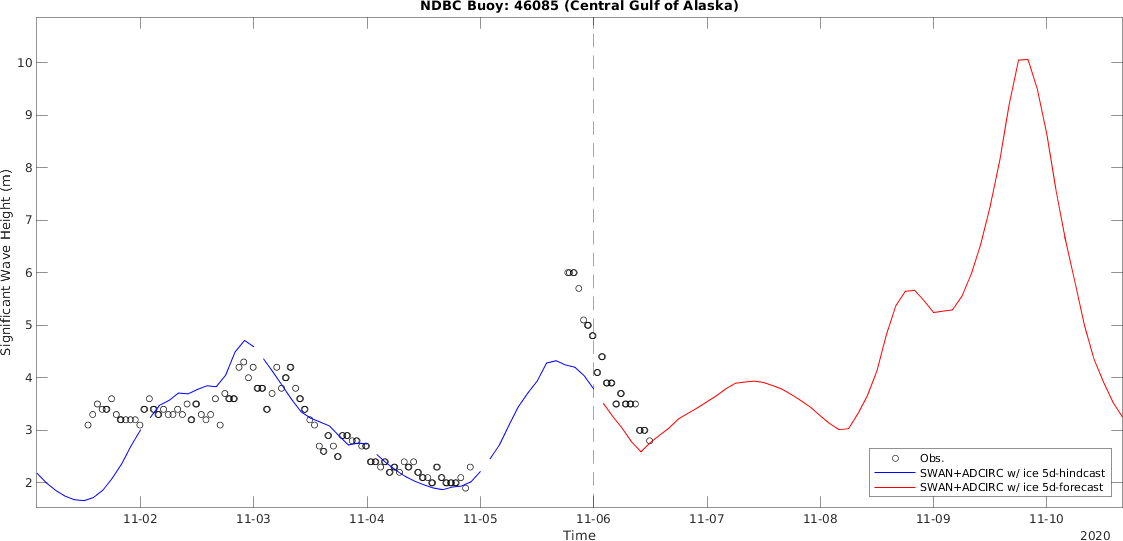 NDBC Buoy: 46085 (Central Gulf of Alaska)
Significant Wave Height (m)
10
9
8
7
6
5
4
3
2
11-02 11-03 11-04 11-05 11-06 11-07 11-08 11-09 11-10
Time
2020
Obs.
SWAN+ADCIRC w/ ice 5d-hindcast
SWAN+ADCIRC w/ ice 5d-forecast